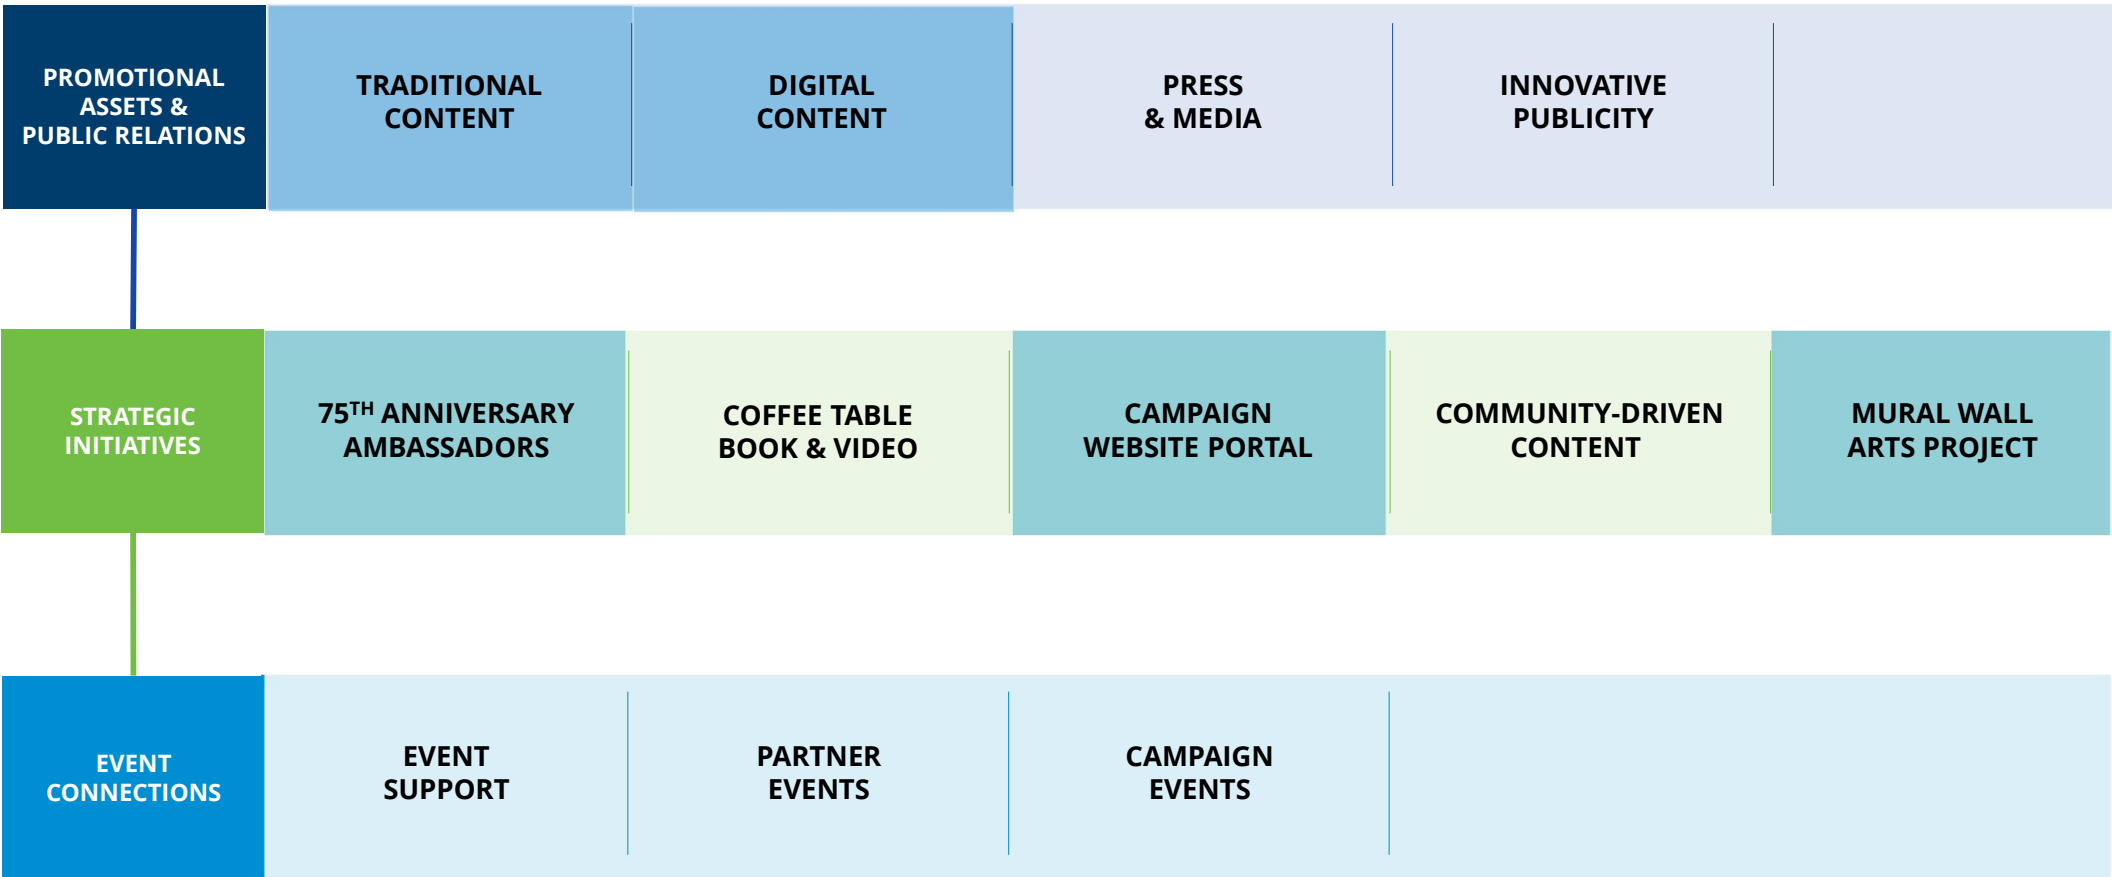 PROMOTIONAL
ASSETS &
PUBLIC RELATIONS
TRADITIONAL
CONTENT
DIGITAL
CONTENT
PRESS
& MEDIA
INNOVATIVE
PUBLICITY
STRATEGIC
INITIATIVES
75TH ANNIVERSARY
AMBASSADORS
COFFEE TABLE
BOOK & VIDEO
CAMPAIGN
WEBSITE PORTAL
COMMUNITY-DRIVEN
CONTENT
MURAL WALL
ARTS PROJECT
EVENT
CONNECTIONS
EVENT
SUPPORT
PARTNER
EVENTS
CAMPAIGN
EVENTS